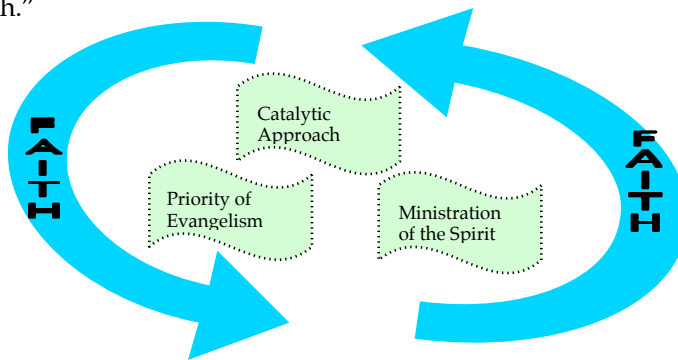 h.”
FAITH
Catalytic
Approach
Priority of
Evangelism
Ministration
of the Spirit
FAITH